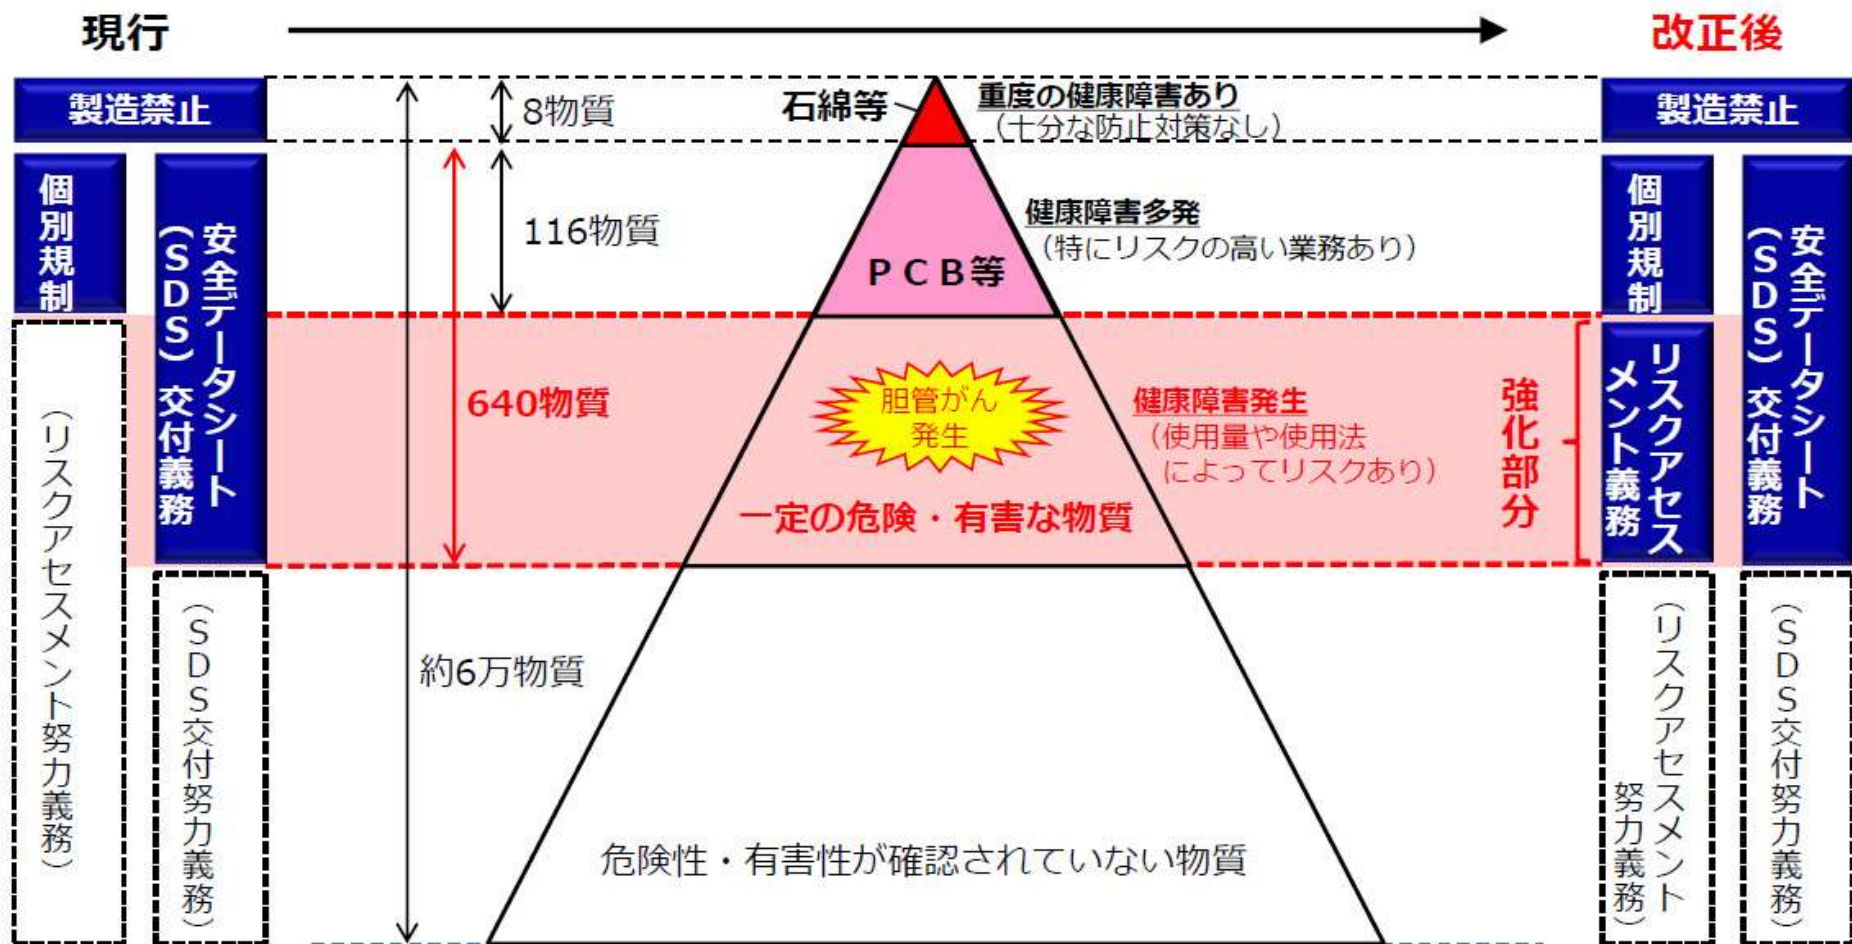 現行
改正後
製造禁止
8物質
石綿等
重度の健康障害あり
（十分な防止対策なし）
製造禁止
個別規制
安全データシート
（SDS）交付義務
116物質
健康障害多発
（特にリスクの高い業務あり）
ＰＣＢ等
個別規制
安全データシート
（SDS）交付義務
640物質
胆管がん
発生
健康障害発生
（使用量や使用法
によってリスクあり）
一定の危険・有害な物質
強化部分
リスクアセス
メント義務
（リスクアセスメント努力義務）
（SDS交付努力義務）
約6万物質
危険性・有害性が確認されていない物質
（リスクアセスメント
努力義務）
（SDS交付努力義務）